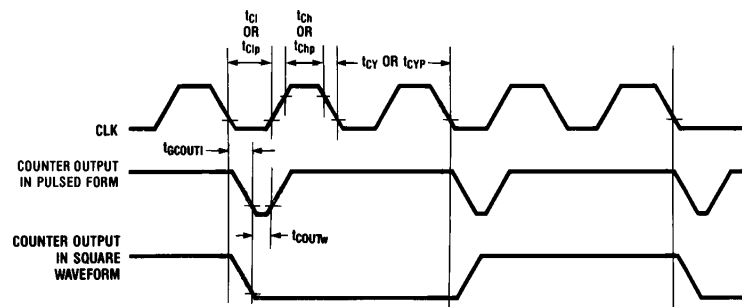 tCl
OR
tClp
tCh
OR
tChp
tCY OR tCYP
CLK
tGCOUTl
COUNTER OUTPUT
IN PULSED FORM
tCOUTw
COUNTER OUTPUT
IN SQUARE
WAVEFORM